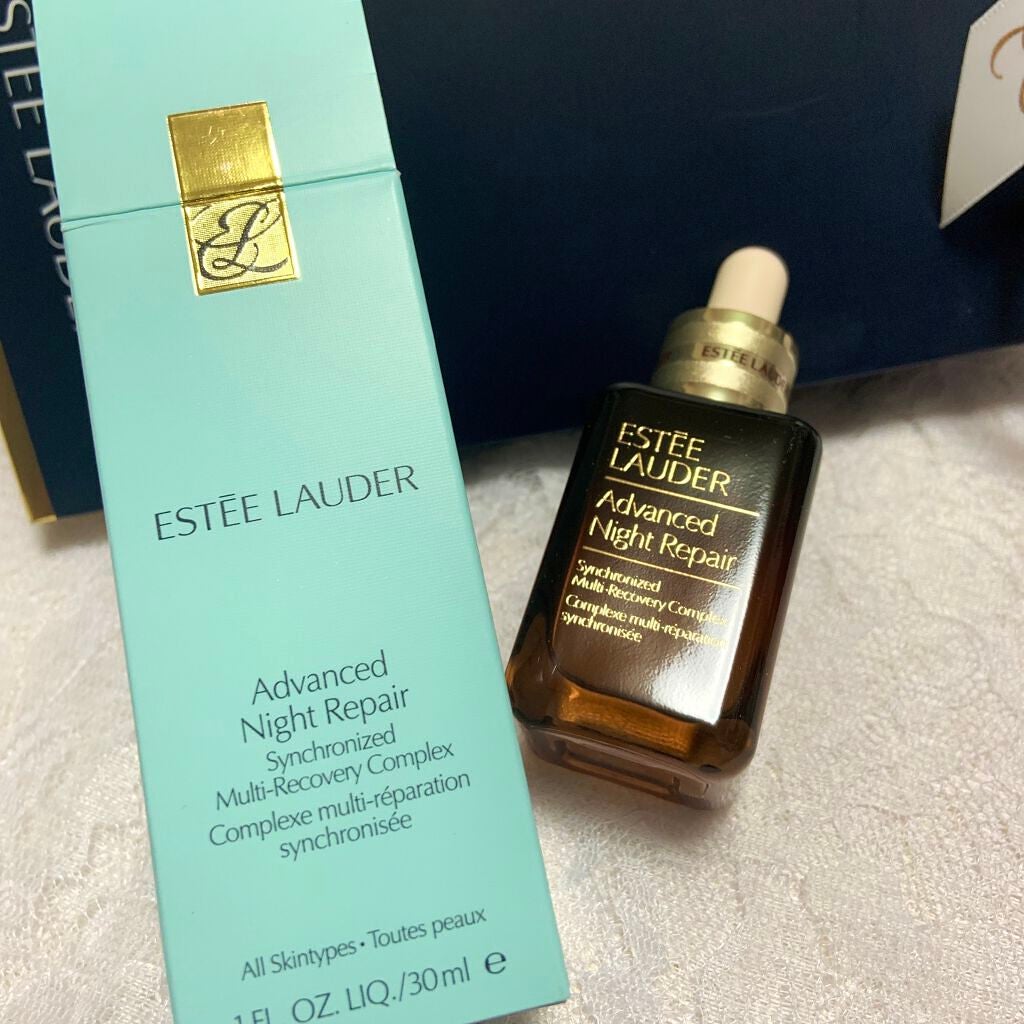 ESTĒE LAUDER
Advanced
Night Repair
Synchronized
Multi-Recovery Complex
Complexe multi-réparation
synchronisée
All Skintypes • Toutes peaux
1 FL. OZ. LIQ./30 ml e
ESTĒE LAUDER
ESTĒE
LAUDER
Advanced
Night Repair
Synchronized
Multi-Recovery Complex
Complexe multi-réparation
synchronisée